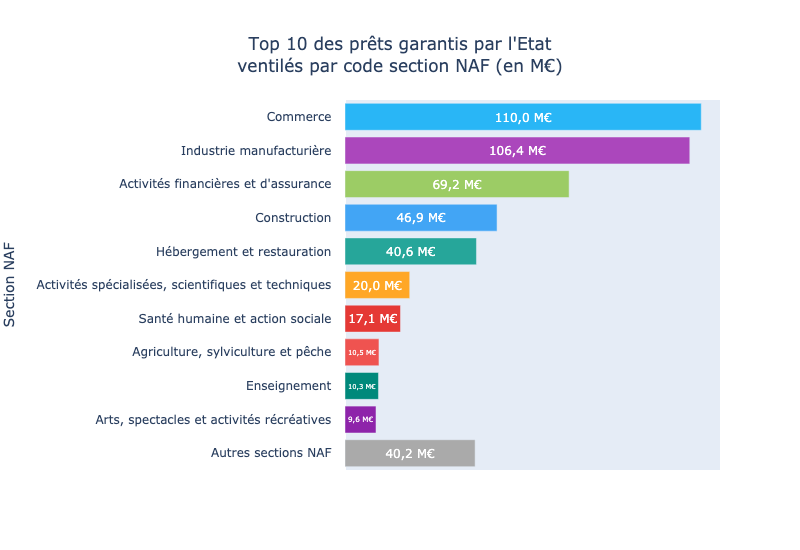 Top 10 des prêts garantis par l'Etat
ventilés par code section NAF (en M€)
Section NAF
Commerce 110,0 M€
Industrie manufacturière 106,4 M€
Activités financières et d'assurance 69,2 M€
Construction 46,9 M€
Hébergement et restauration 40,6 M€
Activités spécialisées, scientifiques et techniques 20,0 M€
Santé humaine et action sociale 17,1 M€
Agriculture, sylviculture et pêche 10,5 M€
Enseignement 10,3 M€
Arts, spectacles et activités récréatives 9,6 M€
Autres sections NAF 40,2 M€